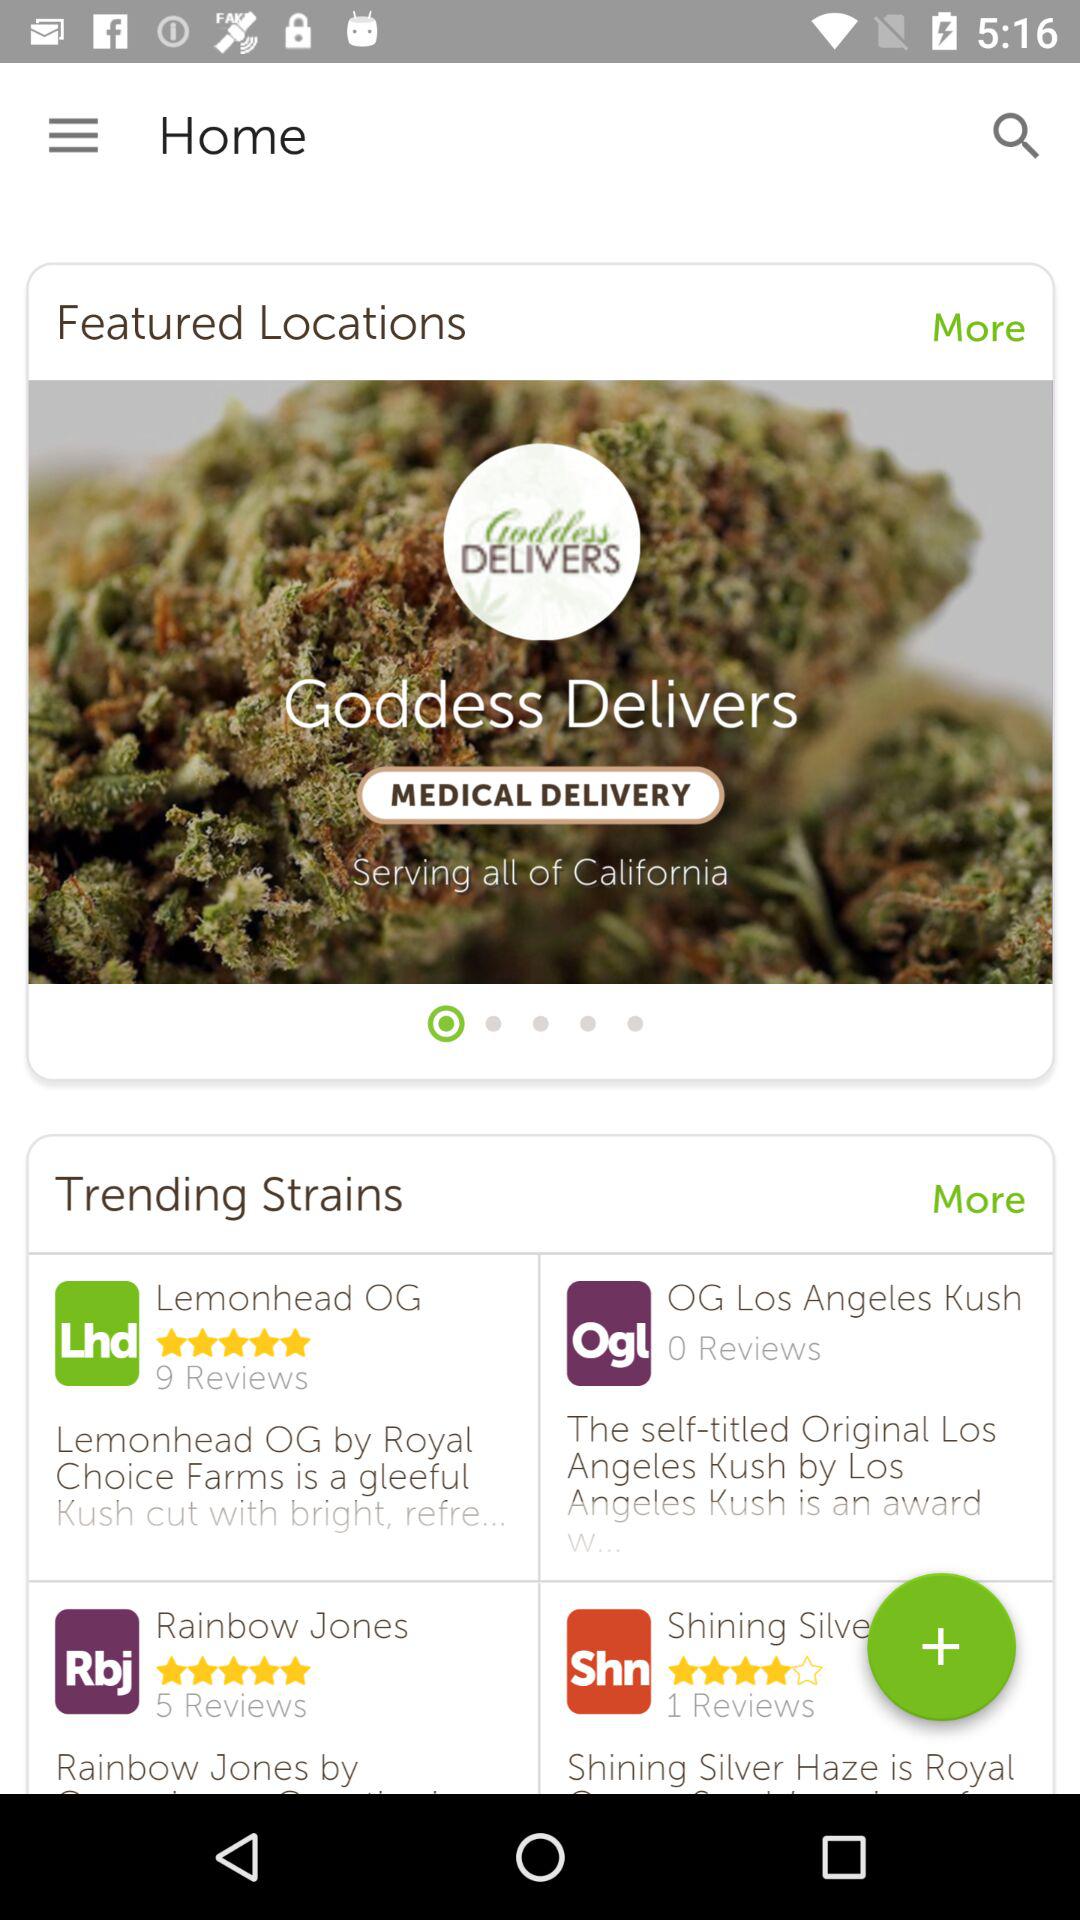 FAKE
5:16
Home
Featured Locations
More
Goddess
DELIVERS
Goddess Delivers
MEDICAL DELIVERY
Serving all of California
Trending Strains
More
Lhd
Lemonhead OG
9 Reviews
Lemonhead OG by Royal
Choice Farms is a gleeful
Kush cut with bright, refre...
Ogl
OG Los Angeles Kush
0 Reviews
The self-titled Original Los
Angeles Kush by Los
Angeles Kush is an award
w...
Rbj
Rainbow Jones
5 Reviews
Rainbow Jones by
Shn
Shining Silve
1 Reviews
Shining Silver Haze is Royal